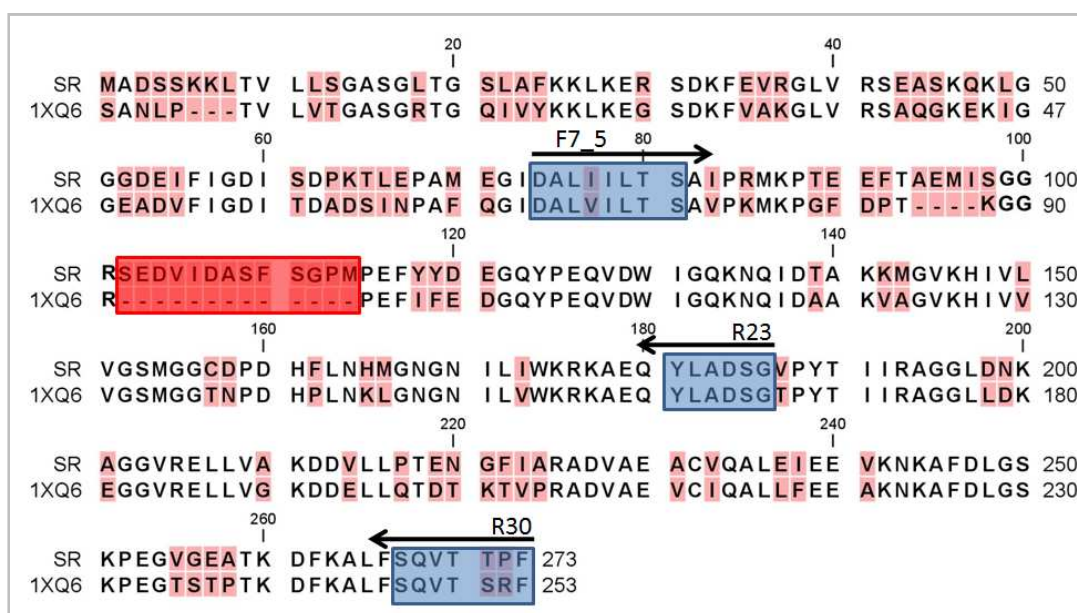 20 40
SR MADSSKKLTV LLSGASGLTG SLAFKKLKER SDKFEVRGLV RSEASKQKLG 50
1XQ6 SANLP---TV LVTGASGRTG QIVYKKLKEG SDKFVAKGLV RSAQGKEKIG 47
60 F7_5 80 100
SR GGDEIFIGDI SDPKTLEPAM EGIDALIILT SAIPRMKPTE EFTAEMISGG 100
1XQ6 GEADVFIGDI TDADSINPAF QGIDALVILT SAVPKMKPGF DPT----KGG 90
120 140
SR RSEDVIDASF SGPMPEFYYD EGQYPEQVDW IGQKNQIDTA KKMGVKHIVL 150
1XQ6 R--------- ----PEFIFE DGQYPEQVDW IGQKNQIDAA KVAGVKHIVV 130
160 180 R23 200
SR VGSMGGCDPD HFLNHMGNGN ILIWKRKAEQ YLADSGVPYT IIRAGGLDNK 200
1XQ6 VGSMGGTNPD HPLNKLGNGN ILVWKRKAEQ YLADSGTPYT IIRAGGLLDK 180
220 240
SR AGGVRELLVA KDDVLLPTEN GFIARADVAE ACVQALEIEE VKNKAFDLGS 250
1XQ6 EGGVRELLVG KDDELLQTDT KTVPRADVAE VCIQALLFEE AKNKAFDLGS 230
260 R30
SR KPEGVGEATK DFKALFSQVT TPF 273
1XQ6 KPEGTSTPTK DFKALFSQVT SRF 253